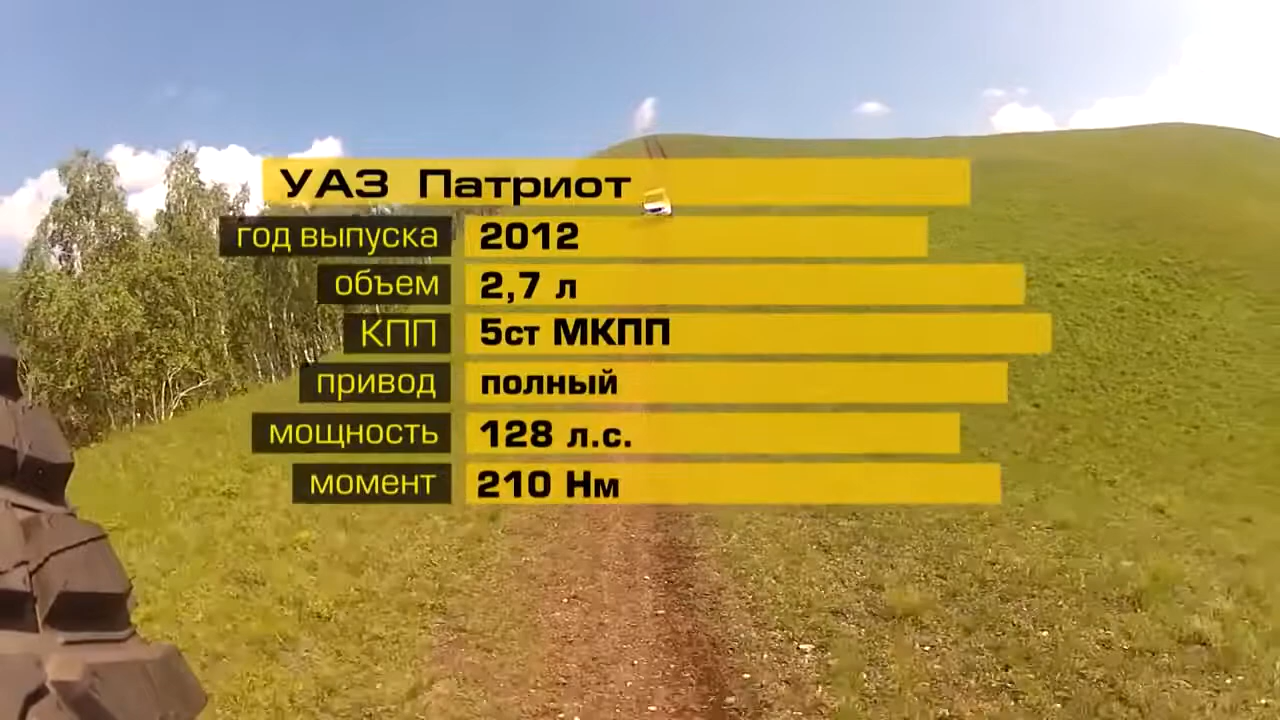 УАЗ Патриот
год выпуска 2012
объем 2,7 л
КПП 5ст МКПП
привод полный
мощность 128 л.с.
момент 210 Нм